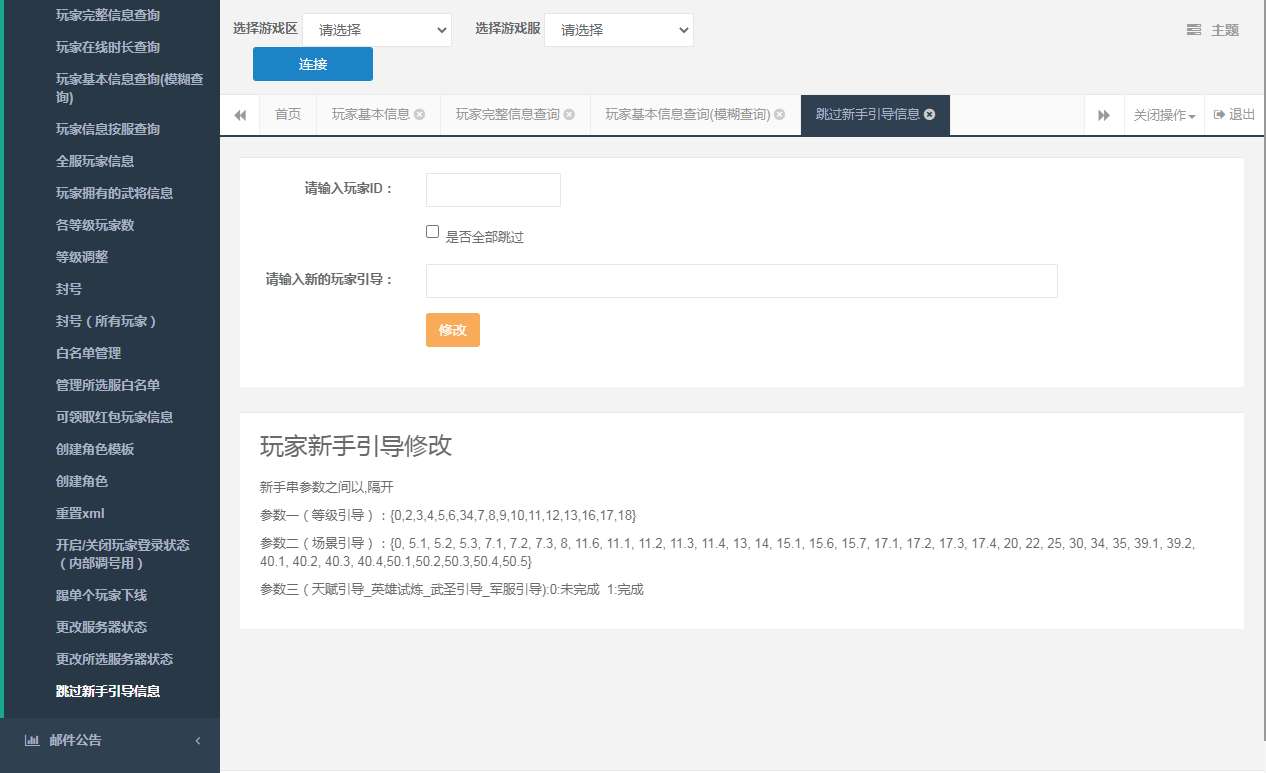 玩家完整信息查询
玩家在线时长查询
玩家基本信息查询(模糊查
询)
玩家信息按服查询
全服玩家信息
玩家拥有的武将信息
各等级玩家数
等级调整
封号
封号（所有玩家）
白名单管理
管理所选服白名单
可领取红包玩家信息
创建角色模板
创建角色
重置xml
开启/关闭玩家登录状态
（内部调号用）
踢单个玩家下线
更改服务器状态
更改所选服务器状态
跳过新手引导信息
邮件公告
选择游戏区 请选择 选择游戏服 请选择 主题
连接
首页 玩家基本信息 玩家完整信息查询 玩家基本信息查询(模糊查询) 跳过新手引导信息 关闭操作 退出
请输入玩家ID：
是否全部跳过
请输入新的玩家引导：
修改
玩家新手引导修改
新手串参数之间以,隔开
参数一（等级引导）：{0,2,3,4,5,6,34,7,8,9,10,11,12,13,16,17,18}
参数二（场景引导）：{0, 5.1, 5.2, 5.3, 7.1, 7.2, 7.3, 8, 11.6, 11.1, 11.2, 11.3, 11.4, 13, 14, 15.1, 15.6, 15.7, 17.1, 17.2, 17.3, 17.4, 20, 22, 25, 30, 34, 35, 39.1, 39.2,
40.1, 40.2, 40.3, 40.4,50.1,50.2,50.3,50.4,50.5}
参数三（天赋引导_英雄试炼_武圣引导_军服引导):0:未完成 1:完成